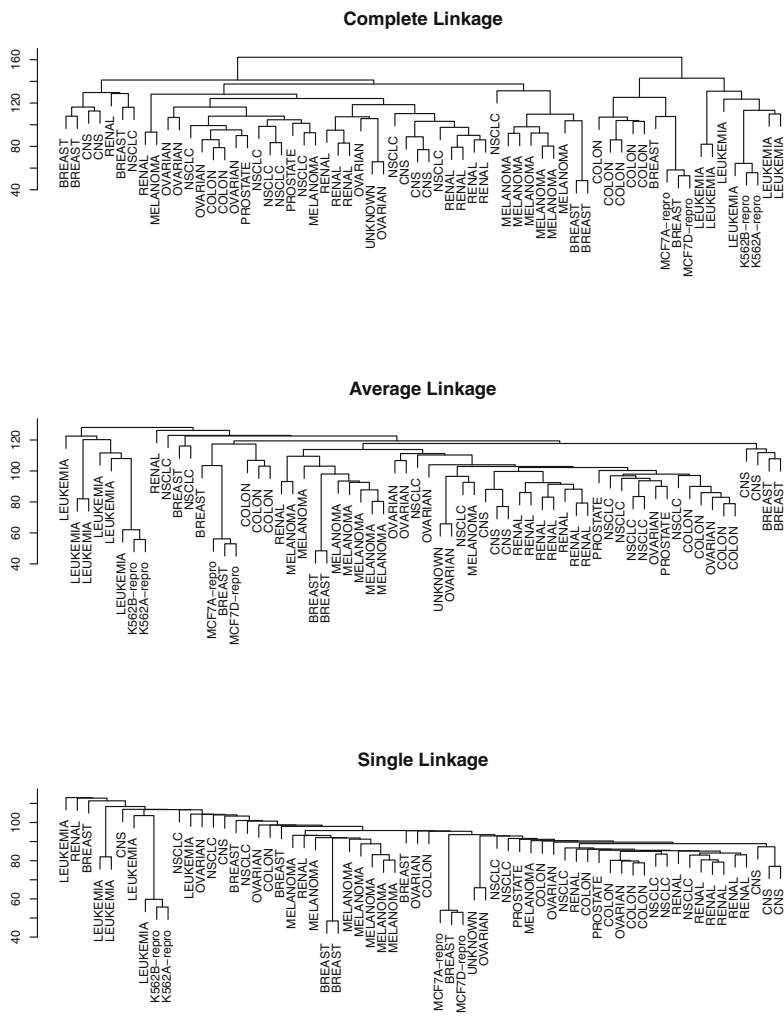 Complete Linkage
160
120
80
40
BREAST
BREAST
CNS
CNS
RENAL
BREAST
NSCLC
RENAL
MELANOMA
OVARIAN
OVARIAN
NSCLC
OVARIAN
COLON
COLON
OVARIAN
PROSTATE
NSCLC
NSCLC
NSCLC
PROSTATE
NSCLC
MELANOMA
RENAL
RENAL
RENAL
OVARIAN
UNKNOWN
OVARIAN
NSCLC
CNS
CNS
CNS
NSCLC
RENAL
RENAL
RENAL
RENAL
NSCLC
MELANOMA
MELANOMA
MELANOMA
MELANOMA
MELANOMA
MELANOMA
BREAST
BREAST
COLON
COLON
COLON
COLON
COLON
BREAST
MCF7A-repro
BREAST
MCF7D-repro
LEUKEMIA
LEUKEMIA
LEUKEMIA
LEUKEMIA
K562B-repro
K562A-repro
LEUKEMIA
LEUKEMIA
Average Linkage
120
100
80
60
40
LEUKEMIA
LEUKEMIA
LEUKEMIA
LEUKEMIA
LEUKEMIA
LEUKEMIA
K562B-repro
K562A-repro
RENAL
NSCLC
BREAST
NSCLC
BREAST
MCF7A-repro
BREAST
MCF7D-repro
COLON
COLON
COLON
RENAL
MELANOMA
MELANOMA
BREAST
BREAST
MELANOMA
MELANOMA
MELANOMA
MELANOMA
MELANOMA
OVARIAN
OVARIAN
NSCLC
OVARIAN
UNKNOWN
OVARIAN
NSCLC
MELANOMA
CNS
CNS
CNS
RENAL
RENAL
RENAL
RENAL
RENAL
RENAL
RENAL
PROSTATE
NSCLC
NSCLC
NSCLC
NSCLC
OVARIAN
PROSTATE
NSCLC
COLON
COLON
OVARIAN
COLON
COLON
CNS
CNS
BREAST
BREAST
Single Linkage
100
80
60
40
LEUKEMIA
RENAL
BREAST
LEUKEMIA
LEUKEMIA
CNS
LEUKEMIA
LEUKEMIA
K562B-repro
K562A-repro
NSCLC
LEUKEMIA
OVARIAN
NSCLC
CNS
BREAST
NSCLC
OVARIAN
COLON
BREAST
MELANOMA
RENAL
MELANOMA
BREAST
BREAST
MELANOMA
MELANOMA
MELANOMA
MELANOMA
MELANOMA
BREAST
OVARIAN
COLON
MCF7A-repro
BREAST
MCF7D-repro
UNKNOWN
OVARIAN
NSCLC
NSCLC
PROSTATE
MELANOMA
COLON
OVARIAN
NSCLC
RENAL
COLON
PROSTATE
COLON
OVARIAN
COLON
COLON
NSCLC
NSCLC
RENAL
NSCLC
RENAL
RENAL
RENAL
RENAL
RENAL
CNS
CNS
CNS